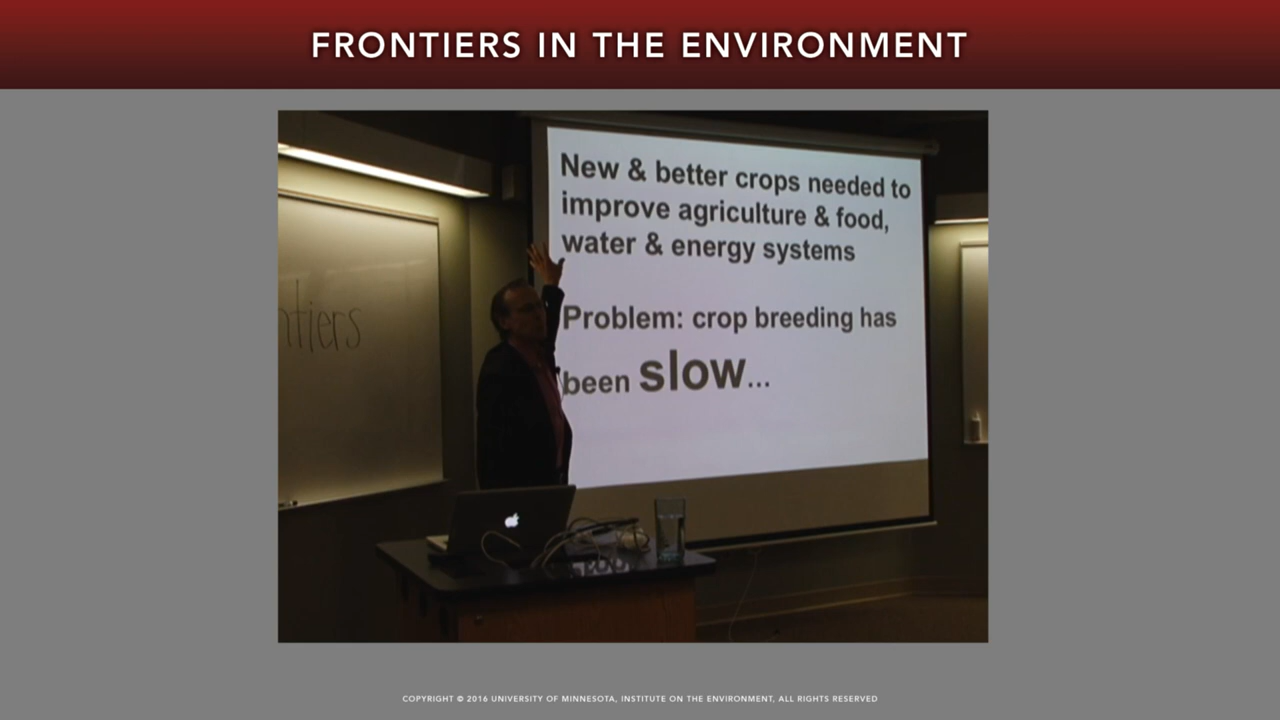 FRONTIERS IN THE ENVIRONMENT
New & better crops needed to
improve agriculture & food,
water & energy systems
Problem: crop breeding has
been slow...
ntiers
COPYRIGHT © 2016 UNIVERSITY OF MINNESOTA, INSTITUTE ON THE ENVIRONMENT, ALL RIGHTS RESERVED